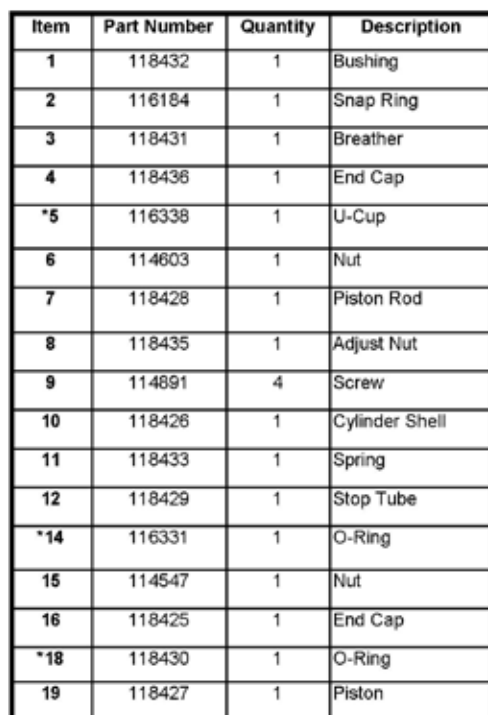 Item Part Number Quantity Description
1 118432 1 Bushing
2 116184 1 Snap Ring
3 118431 1 Breather
4 118436 1 End Cap
*5 116338 1 U-Cup
6 114603 1 Nut
7 118428 1 Piston Rod
8 118435 1 Adjust Nut
9 114891 4 Screw
10 118426 1 Cylinder Shell
11 118433 1 Spring
12 118429 1 Stop Tube
*14 116331 1 O-Ring
15 114547 1 Nut
16 118425 1 End Cap
*18 118430 1 O-Ring
19 118427 1 Piston